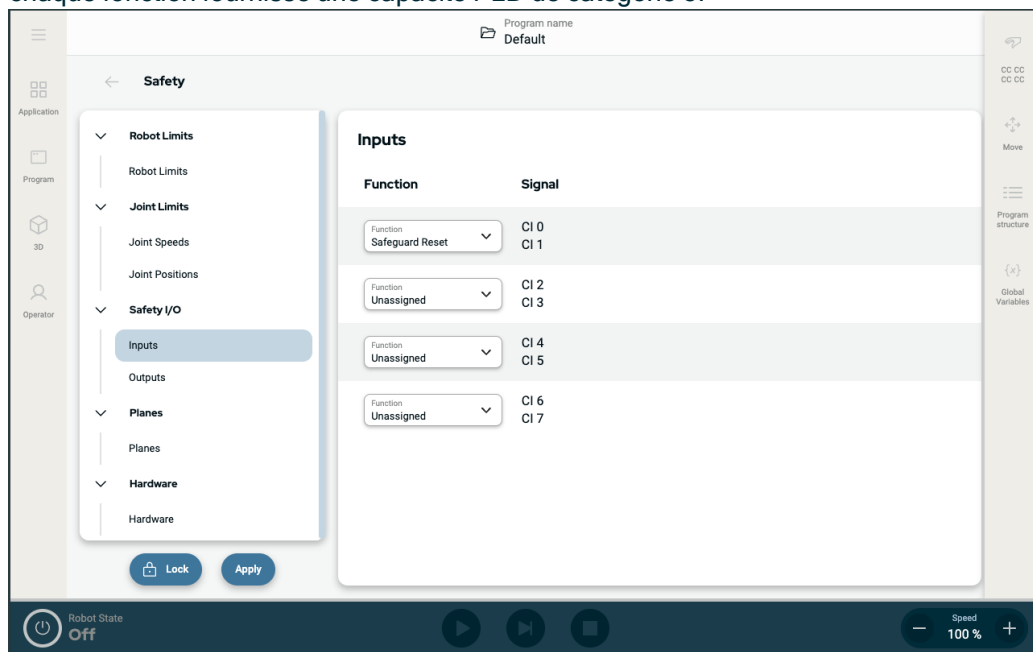 Program name
Default
Application
Program
3D
Operator
Safety
Robot Limits
Robot Limits
Joint Limits
Joint Speeds
Joint Positions
Safety I/O
Inputs
Outputs
Planes
Planes
Hardware
Hardware
Lock
Apply
Inputs
Function
Signal
Function
Safeguard Reset
CI 0
CI 1
Function
Unassigned
CI 2
CI 3
Function
Unassigned
CI 4
CI 5
Function
Unassigned
CI 6
CI 7
CC CC
CC CC
Move
Program
structure
{x}
Global
Variables
Robot State
Off
Speed
100 %